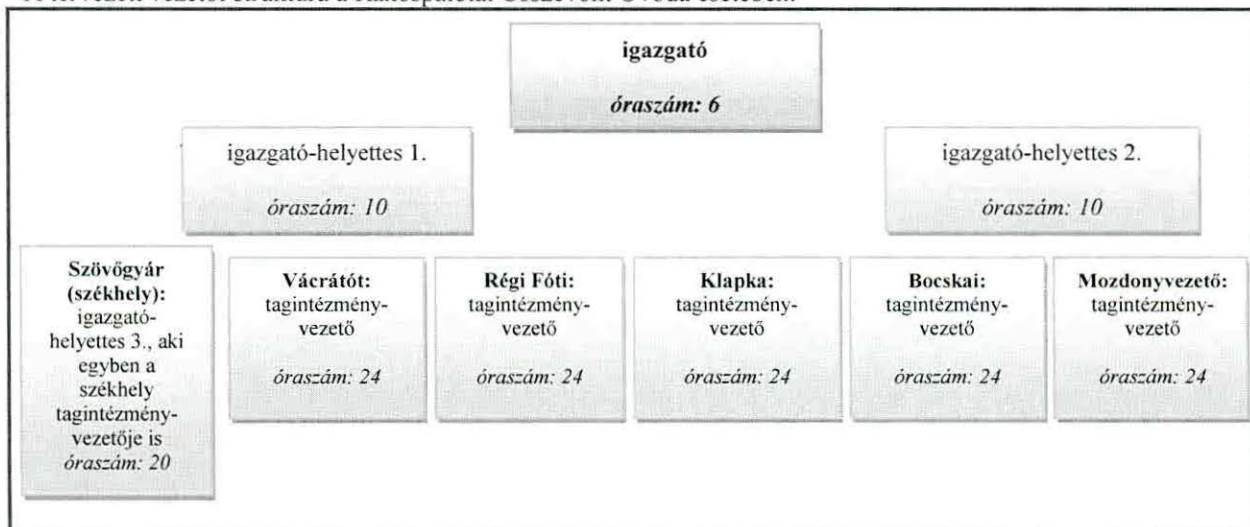 igazgató
óraszám: 6
igazgató-helyettes 1.
óraszám: 10
igazgató-helyettes 2.
óraszám: 10
Szövőgyár
(székhely):
igazgató-
helyettes 3., aki
egyben a
székhely
tagintézmény-
vezetője is
óraszám: 20
Vácrátót:
tagintézmény-
vezető
óraszám: 24
Régi Fóti:
tagintézmény-
vezető
óraszám: 24
Klapka:
tagintézmény-
vezető
óraszám: 24
Bocskai:
tagintézmény-
vezető
óraszám: 24
Mozdonyvezető:
tagintézmény-
vezető
óraszám: 24